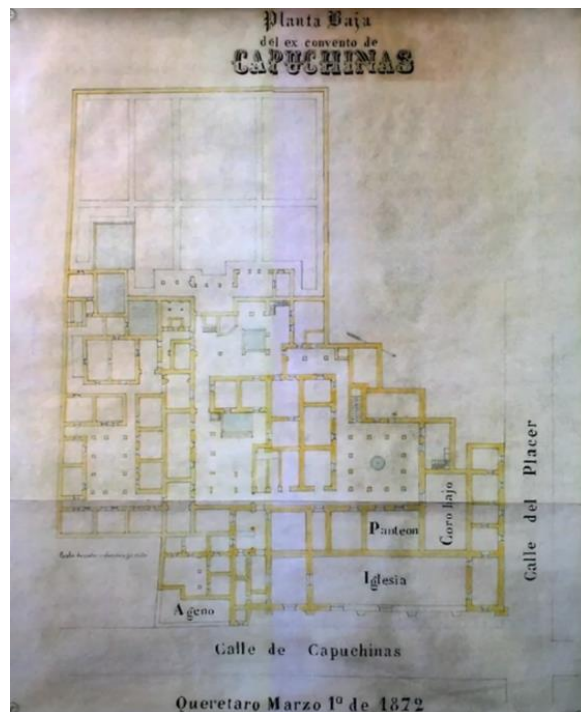 Planta Baja
del ex convento de
CAPUCHINAS
Calle del Placer
Coro bajo
Panteon
Iglesia
Ageno
Calle de Capuchinas
Queretaro Marzo 1º de 1872